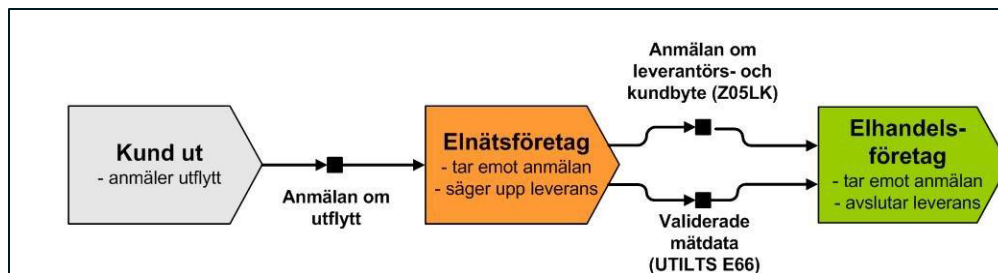 Kund ut
- anmäler utflytt
Anmälan om
utflytt
Elnätsföretag
- tar emot anmälan
- säger upp leverans
Anmälan om
leverantörs- och
kundbyte (Z05LK)
Validerade
mätdata
(UTILTS E66)
Elhandels-
företag
- tar emot anmälan
- avslutar leverans